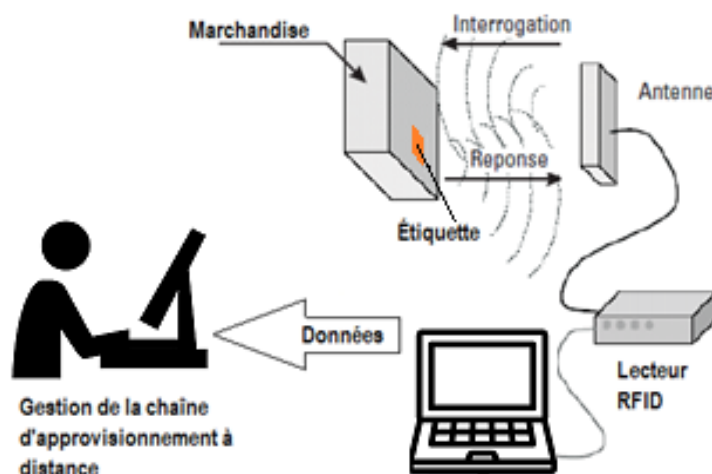 Interrogation
Marchandise
Antenne
Reponse
Étiquette
Données
Lecteur
RFID
Gestion de la chaîne
d'approvisionnement à
distance